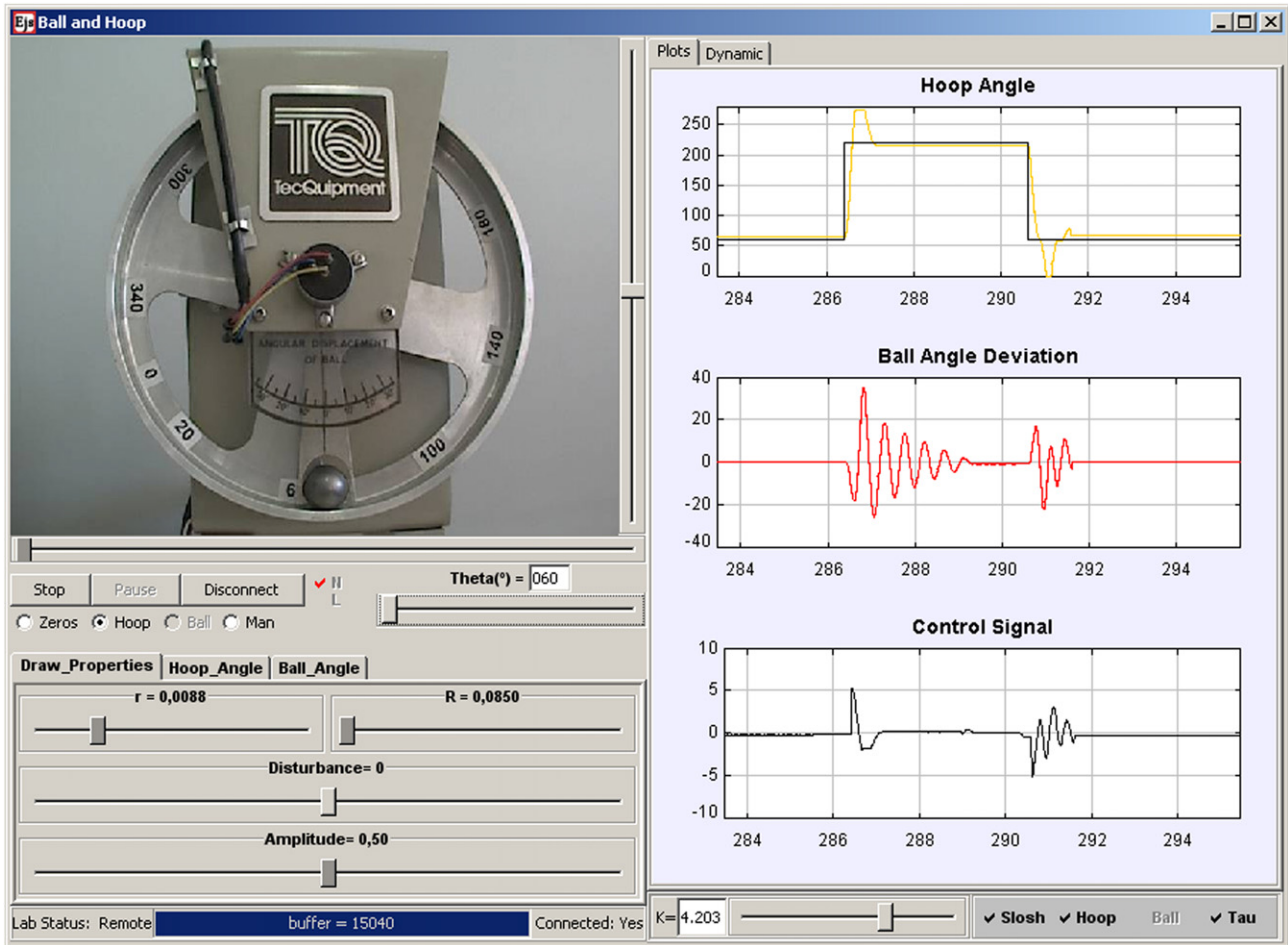 Ejs Ball and Hoop
TQ
TecQuipment
300
180
340
140
0
20
100
6
ANGULAR DISPLACEMENT
OF BALL
Stop Pause Disconnect
N
L
Theta(°) = 060
Zeros Hoop Ball Man
Draw_Properties Hoop_Angle Ball_Angle
r = 0,0088 R = 0,0850
Disturbance= 0
Amplitude= 0,50
Lab Status: Remote buffer = 15040 Connected: Yes
Plots Dynamic
Hoop Angle
250
200
150
100
50
0
284 286 288 290 292 294
Ball Angle Deviation
40
20
0
-20
-40
284 286 288 290 292 294
Control Signal
10
5
0
-5
-10
284 286 288 290 292 294
K= 4.203 Slosh Hoop Ball Tau